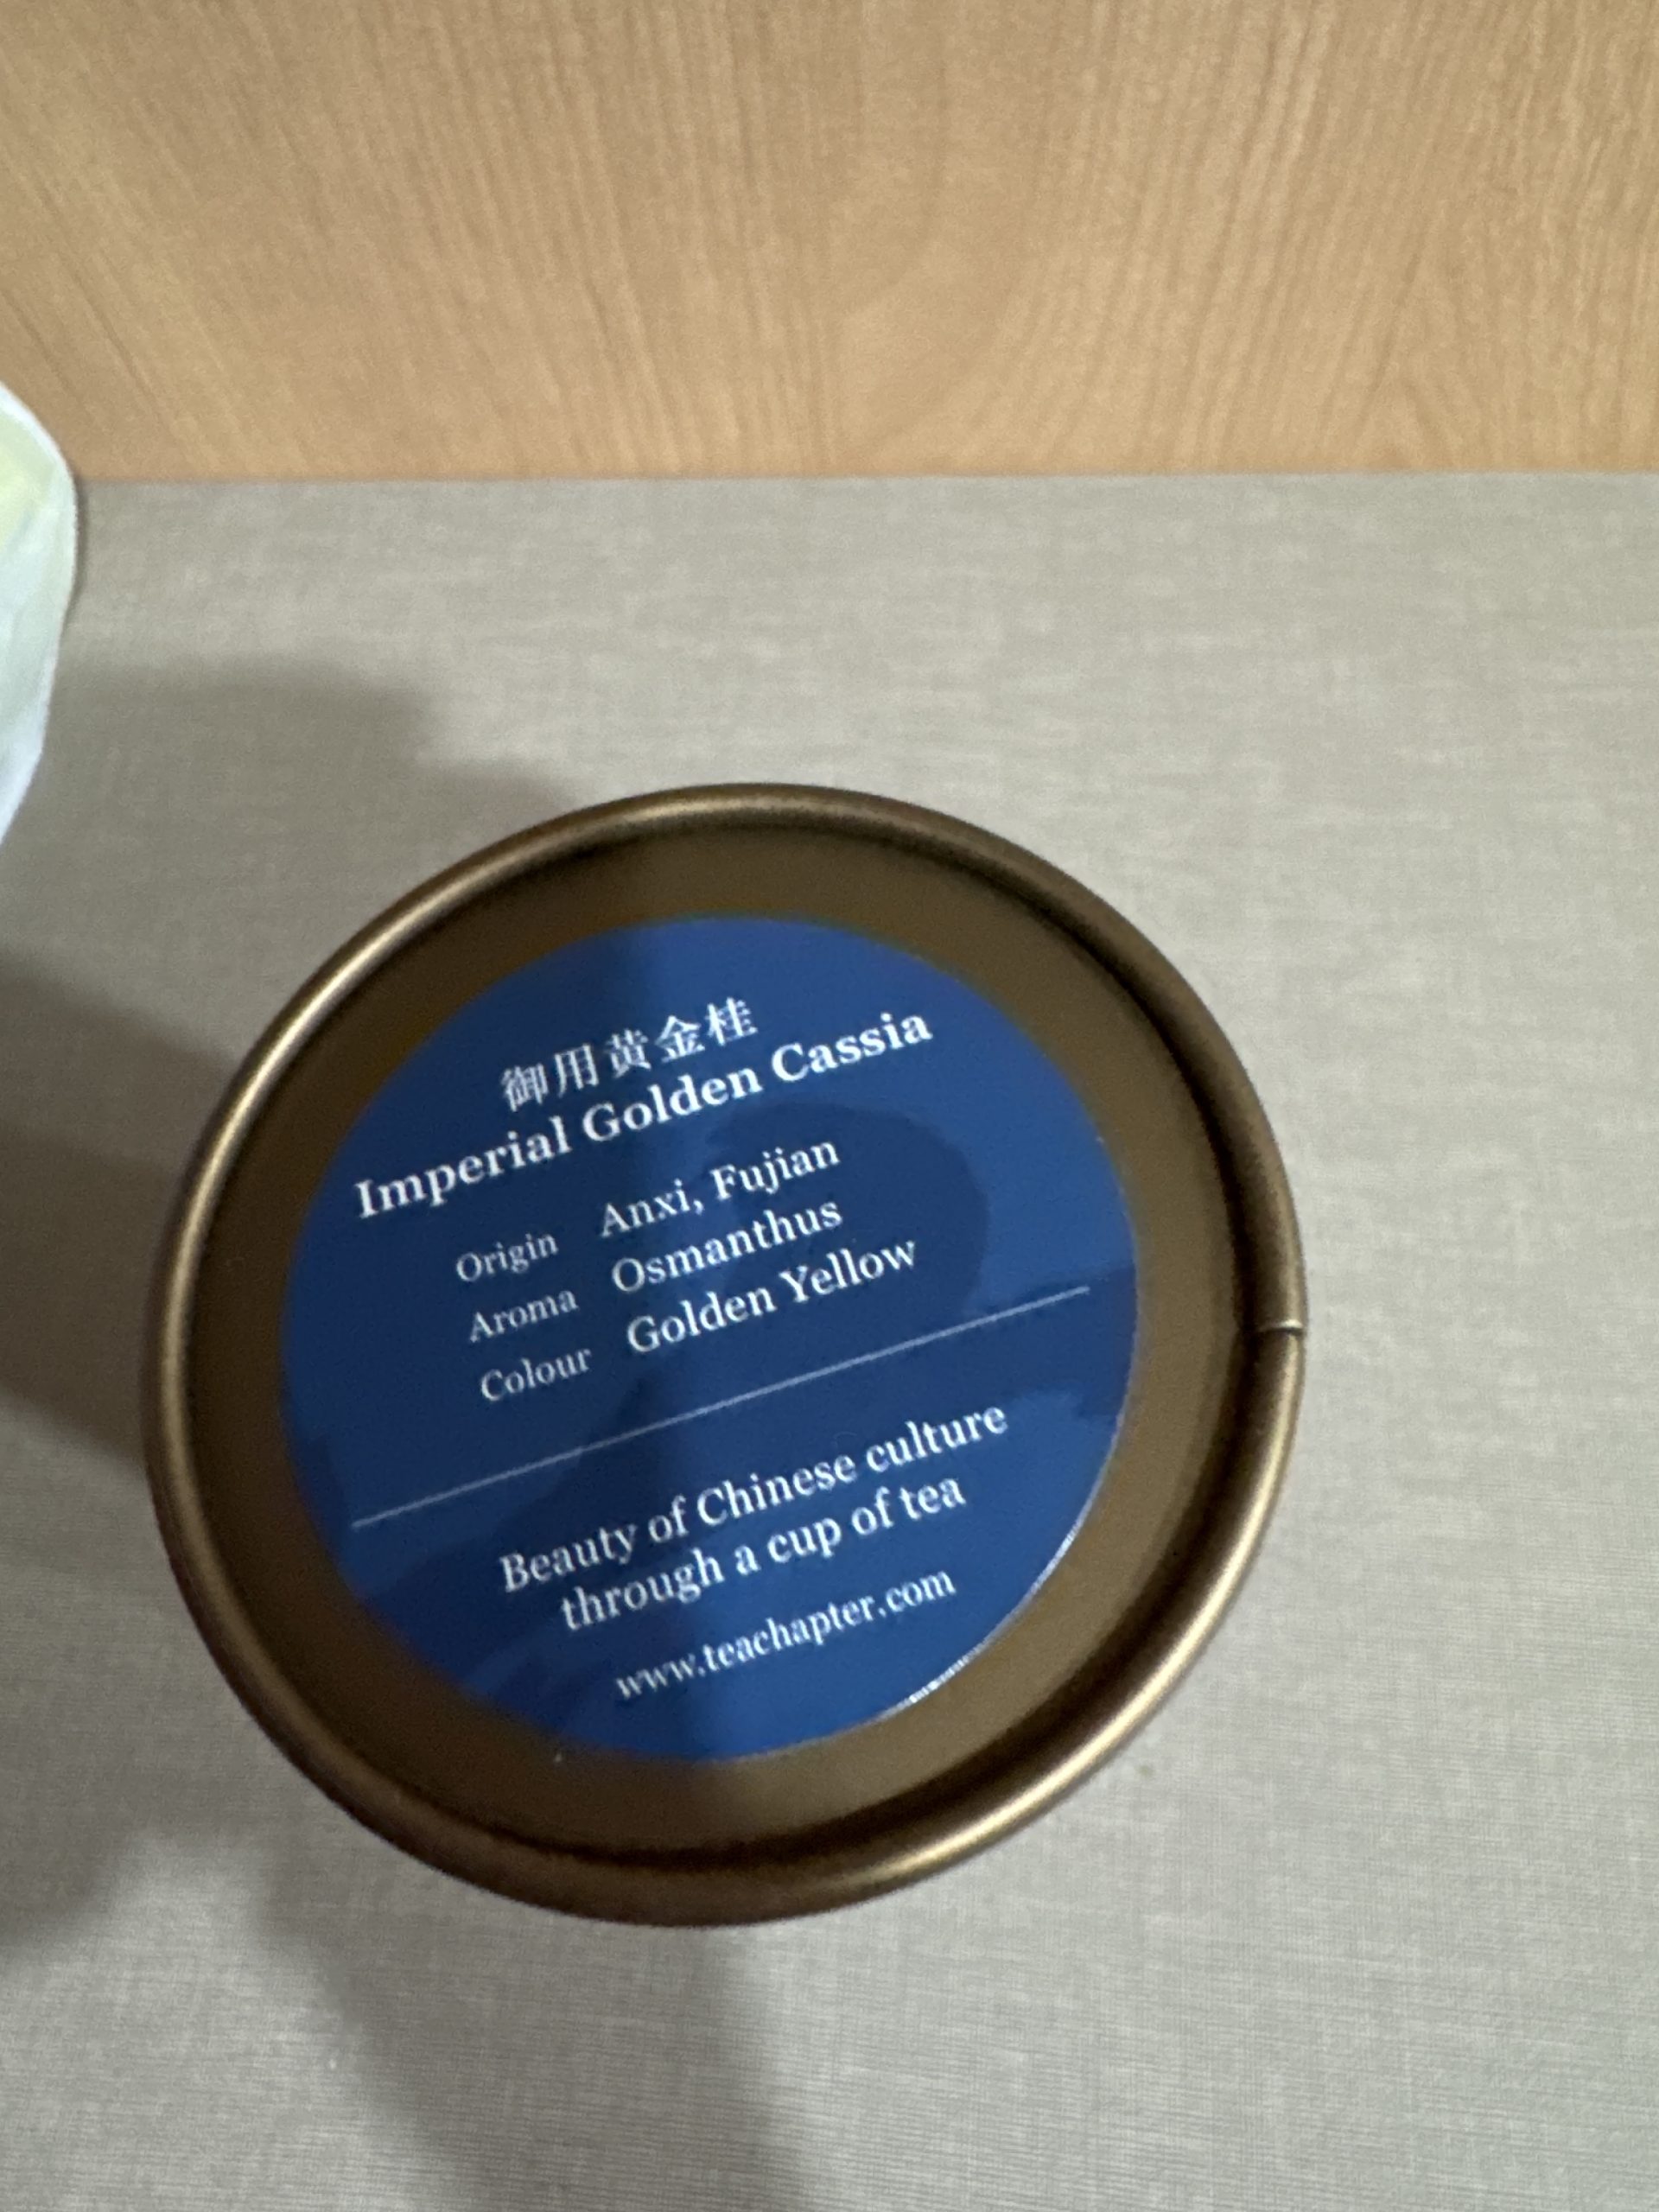 御用黄金桂
Imperial Golden Cassia
Origin Anxi, Fujian
Aroma Osmanthus
Colour Golden Yellow
Beauty of Chinese culture
through a cup of tea
www.teachapter.com